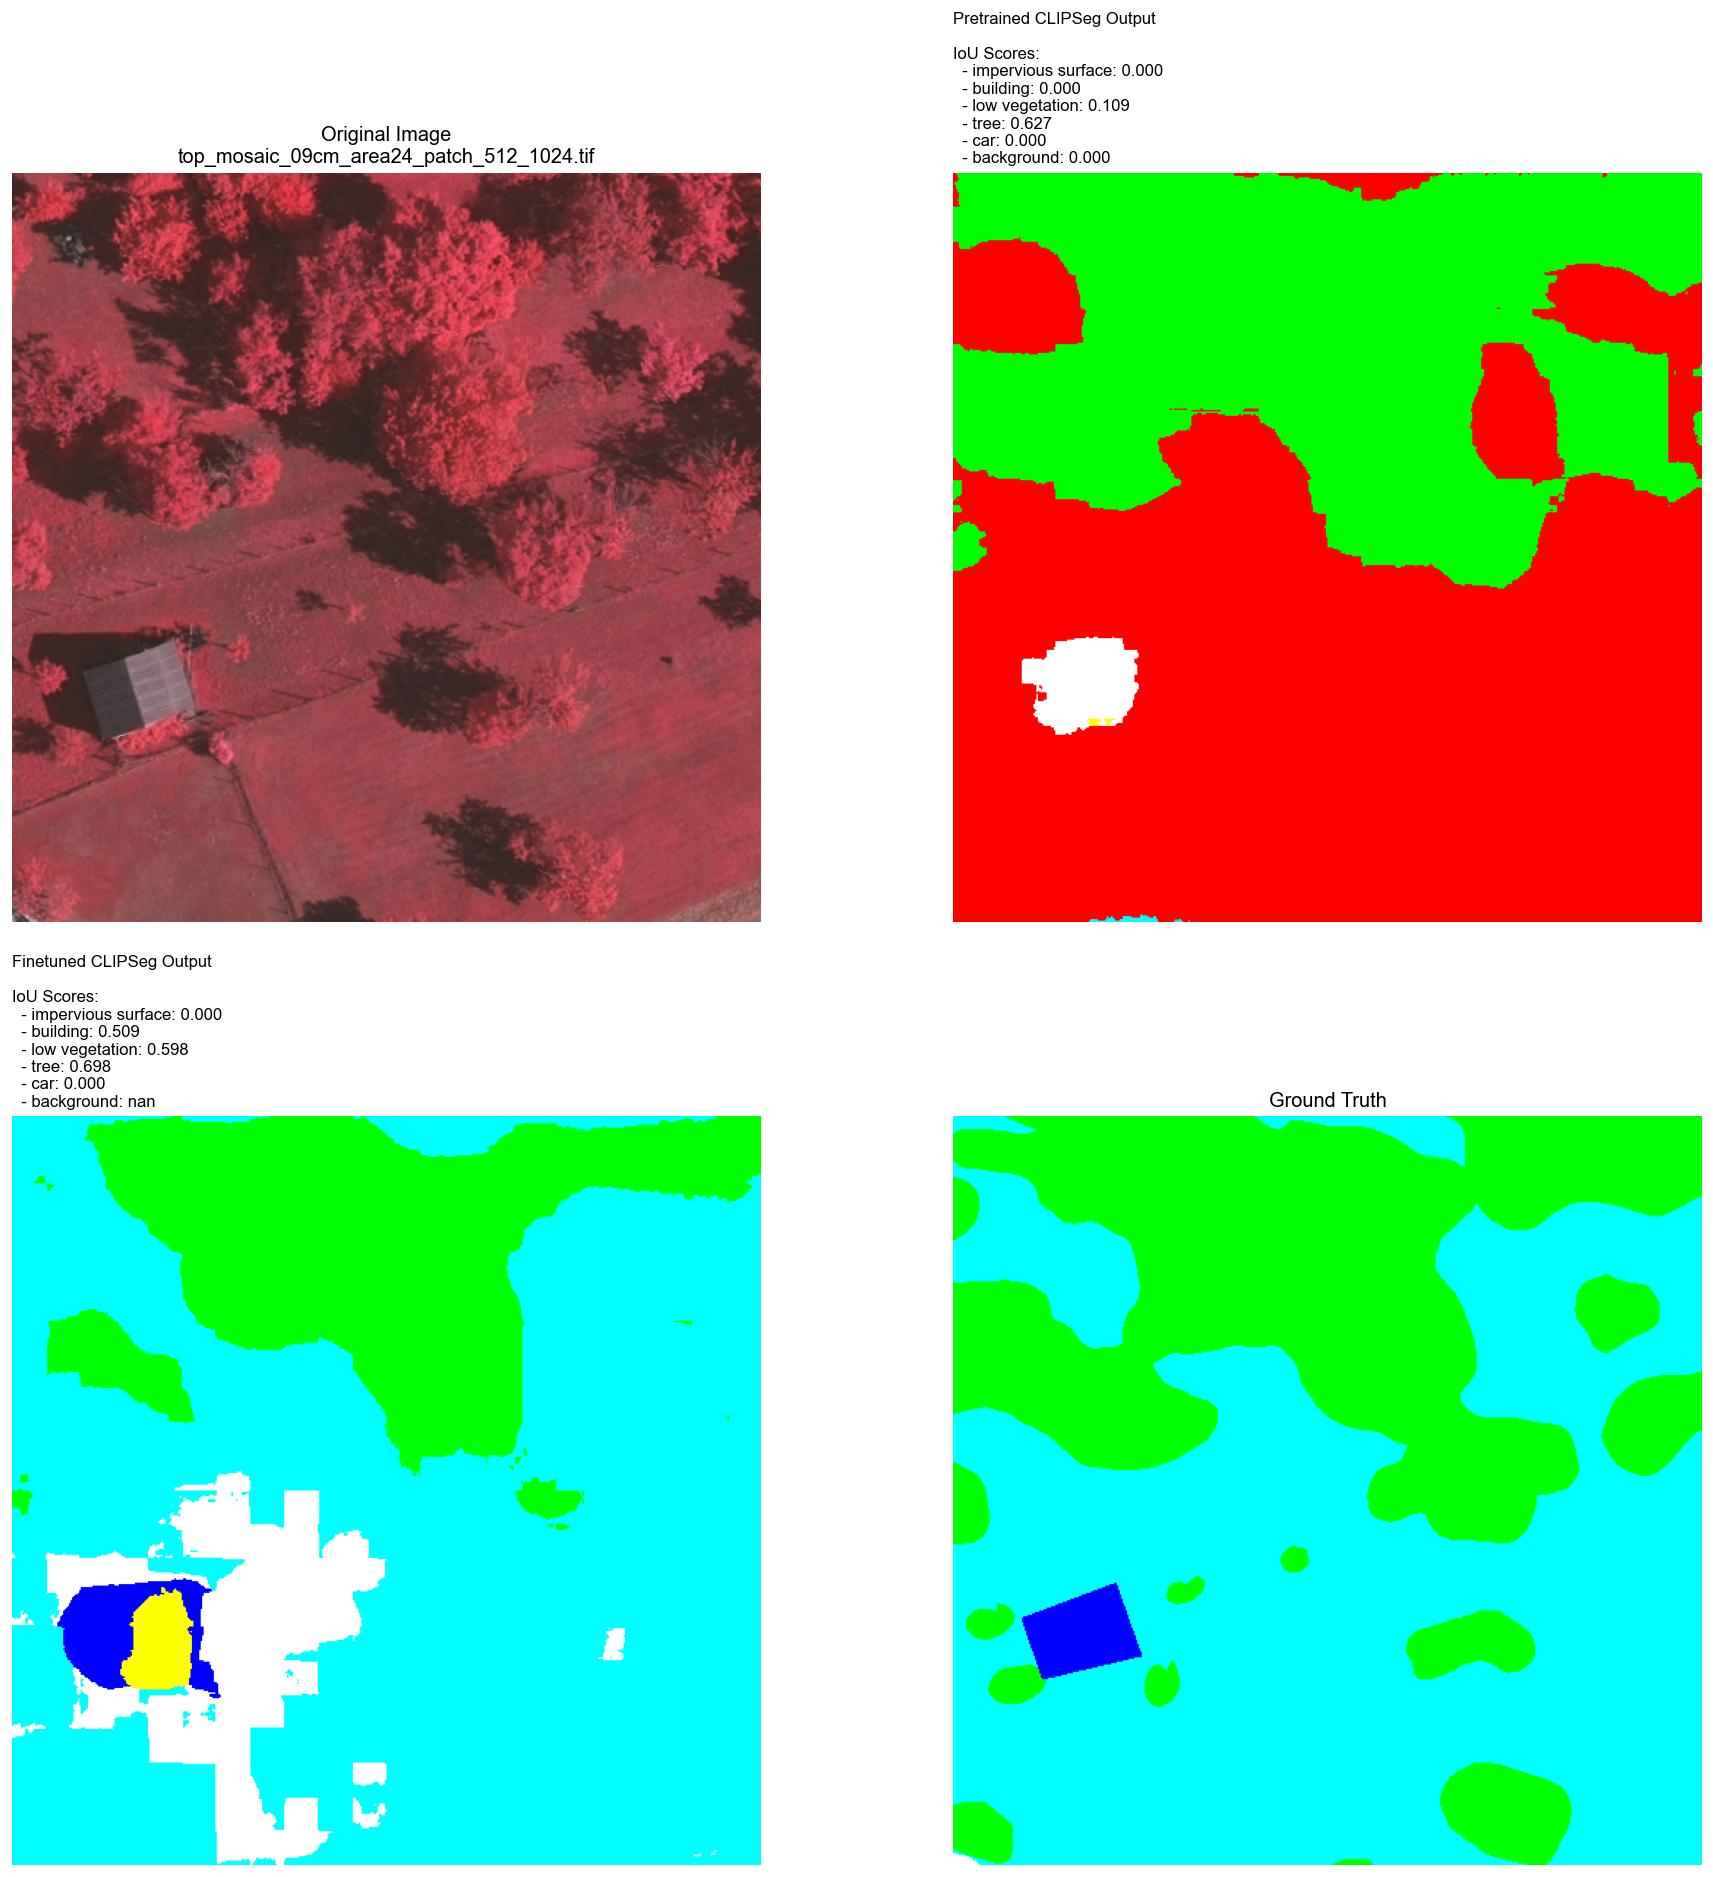 Pretrained CLIPSeg Output
IoU Scores:
- impervious surface: 0.000
- building: 0.000
- low vegetation: 0.109
- tree: 0.627
- car: 0.000
- background: 0.000
Original Image
top_mosaic_09cm_area24_patch_512_1024.tif
Finetuned CLIPSeg Output
IoU Scores:
- impervious surface: 0.000
- building: 0.509
- low vegetation: 0.598
- tree: 0.698
- car: 0.000
- background: nan
Ground Truth